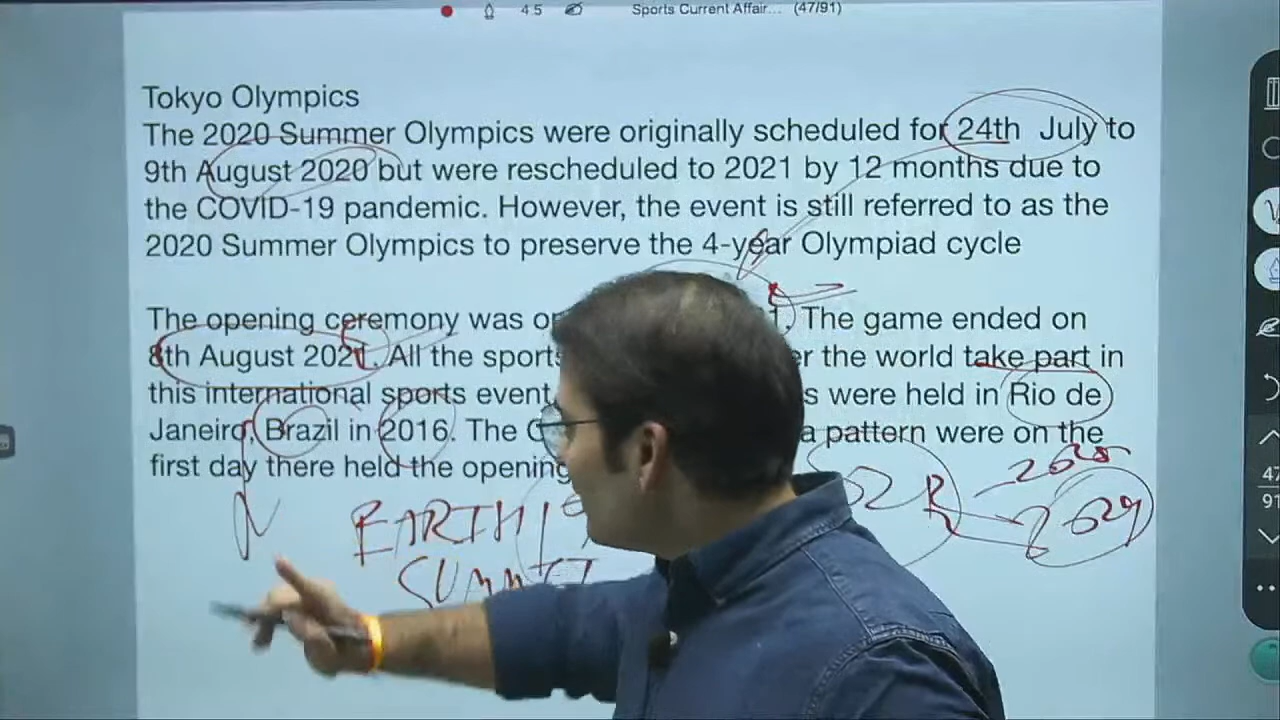 45 Sports Current Affair... (47/91)
Tokyo Olympics
The 2020 Summer Olympics were originally scheduled for 24th July to
9th August 2020 but were rescheduled to 2021 by 12 months due to
the COVID-19 pandemic. However, the event is still referred to as the
2020 Summer Olympics to preserve the 4-year Olympiad cycle
The opening ceremony was The game ended on
8th August 2021. All the sports the world take part in
this international sports event were held in Rio de
Janeiro, Brazil in 2016. The a pattern were on the
first day there held the opening
EARTH
SUMMIT
47
91